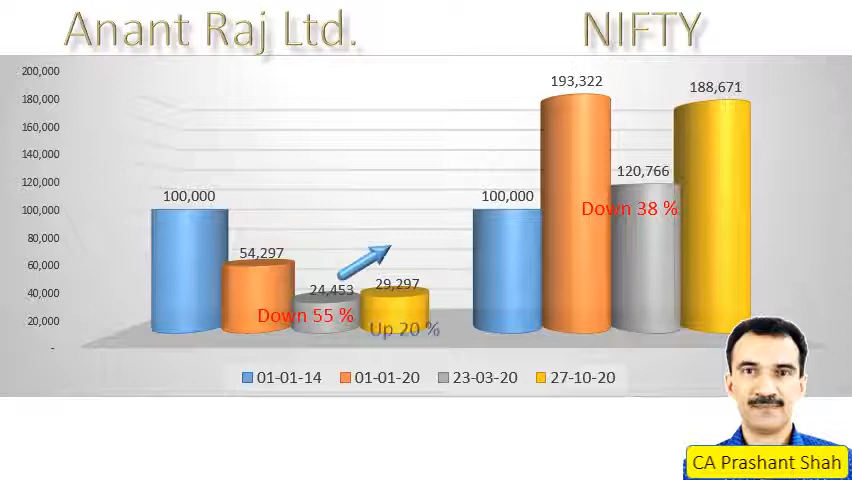 Anant Raj Ltd.
NIFTY
200,000
180,000
160,000
140,000
120,000
100,000
80,000
60,000
40,000
20,000
-
100,000
54,297
24,453
29,297
Down 55 %
Up 20 %
100,000
193,322
120,766
188,671
Down 38 %
01-01-14 01-01-20 23-03-20 27-10-20
CA Prashant Shah